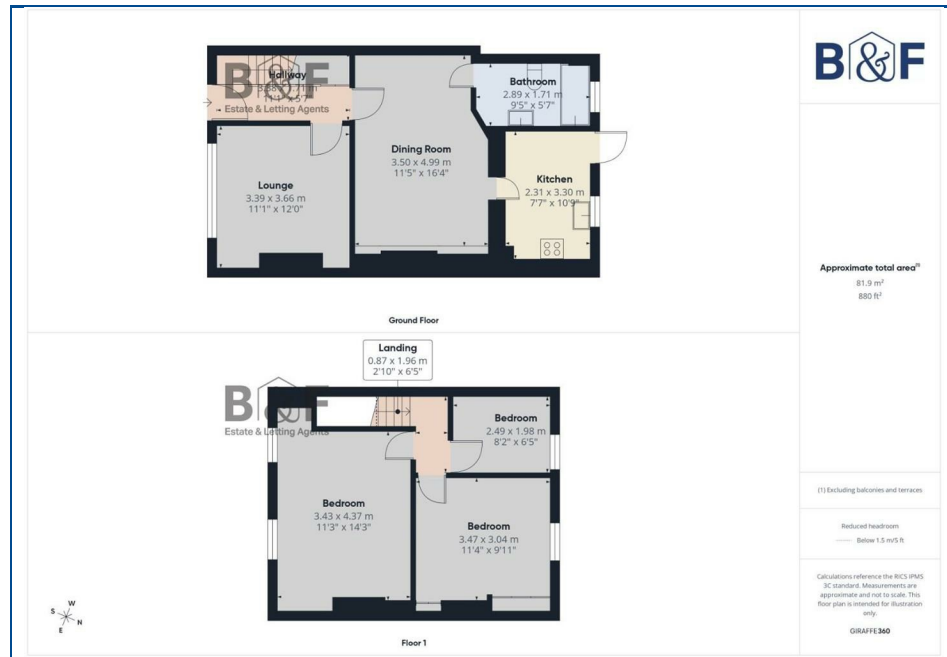 B&F
Estate & Letting Agents
Hallway
11'1" x 5'7"
Bathroom
2.89 x 1.71 m
9'5" x 5'7"
Dining Room
3.50 x 4.99 m
11'5" x 16'4"
Lounge
3.39 x 3.66 m
11'1" x 12'0"
Kitchen
2.31 x 3.30 m
7'7" x 10'9"
Ground Floor
Landing
0.87 x 1.96 m
2'10" x 6'5"
B&F
Estate & Letting Agents
Bedroom
2.49 x 1.98 m
8'2" x 6'5"
Bedroom
3.43 x 4.37 m
11'3" x 14'3"
Bedroom
3.47 x 3.04 m
11'4" x 9'11"
W
S
N
E
Floor 1
B&F
Approximate total area(1)
81.9 m²
880 ft²
(1) Excluding balconies and terraces
Reduced headroom
Below 1.5 m/5 ft
Calculations reference the RICS IPMS
3C standard. Measurements are
approximate and not to scale. This
floor plan is intended for illustration
only.
GIRAFFE360